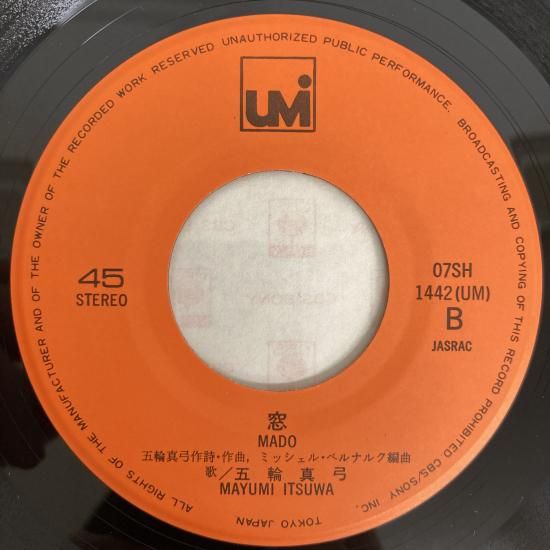 ALL RIGHTS OF THE MANUFACTURER AND OF THE OWNER OF THE RECORDED WORK RESERVED UNAUTHORIZED PUBLIC PERFORMANCE. BROADCASTING AND COPYING OF THIS RECORD PROHIBITED CBS/SONY INC.
TOKYO JAPAN
UMI
45
STEREO
07SH
1442(UM)
B
JASRAC
CBS/SONY
窓
MADO
五輪真弓作詩・作曲，ミッシェル・ベルナルク編曲
歌／五輪真弓
MAYUMI ITSUWA